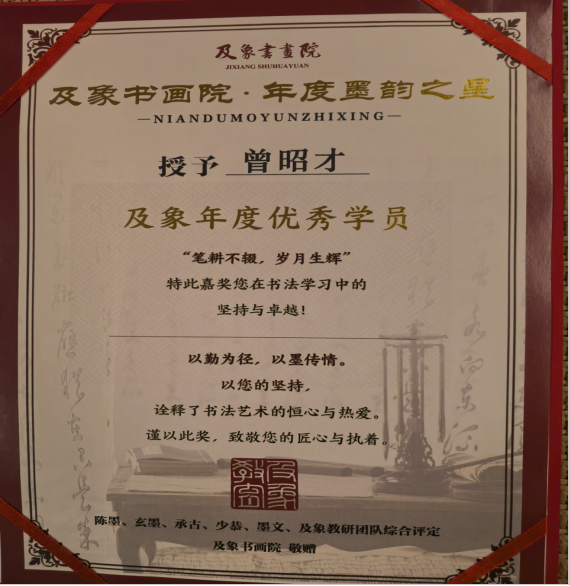 及象書畫院
JIXIANG SHUHUAYUAN
及象书画院·年度墨韵之星
—NIANDUMOYUNZHIXING—
授予 曾昭才
及象年度优秀学员
“笔耕不辍，岁月生辉”
特此嘉奖您在书法学习中的
坚持与卓越!
以勤为径，以墨传情。
以您的坚持，
诠释了书法艺术的恒心与热爱。
谨以此奖，致敬您的匠心与执着。
陈墨、玄墨、承古、少恭、墨文、及象教研团队综合评定
及象书画院 敬赠